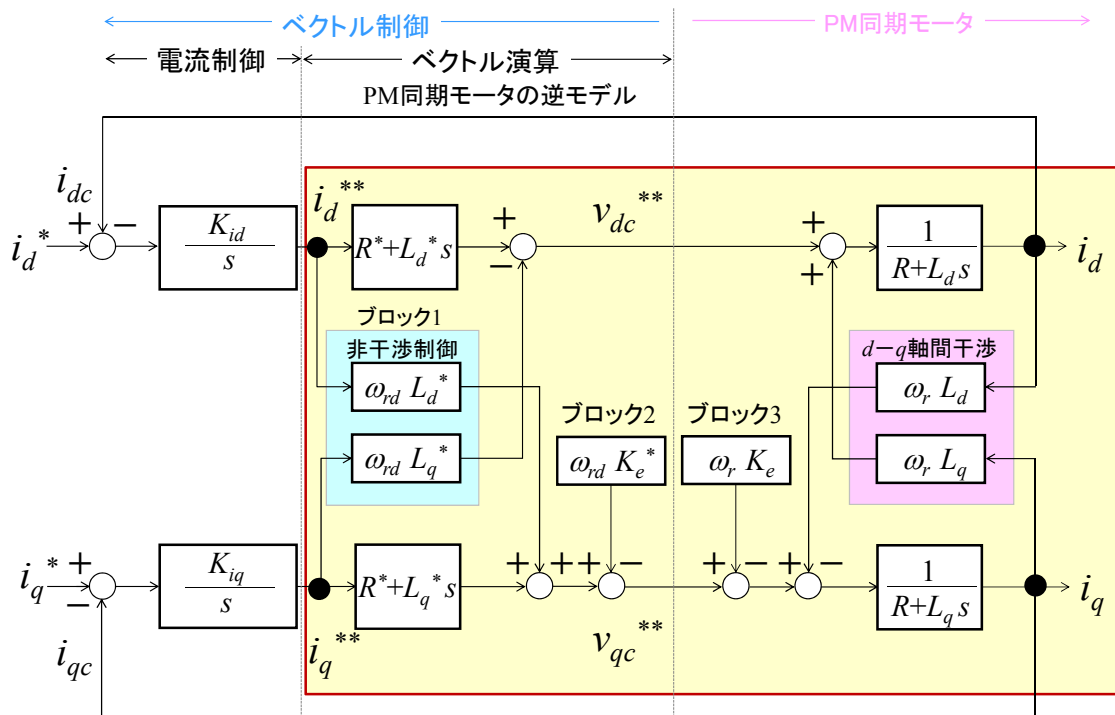 ベクトル制御
PM同期モータ
電流制御
ベクトル演算
PM同期モータの逆モデル
i_dc
i_d**
v_dc**
+ −
i_d*
K_id / s
R*+L_d* s
+
−
+
+
1 / (R+L_d s)
i_d
ブロック1
非干渉制御
d−q軸間干渉
ω_rd L_d*
ω_r L_d
ブロック2
ブロック3
ω_rd L_q*
ω_rd K_e*
ω_r K_e
ω_r L_q
i_q*
+
−
K_iq / s
R*+L_q* s
+ + + + − + − + −
1 / (R+L_q s)
i_q
i_qc
i_q**
v_qc**